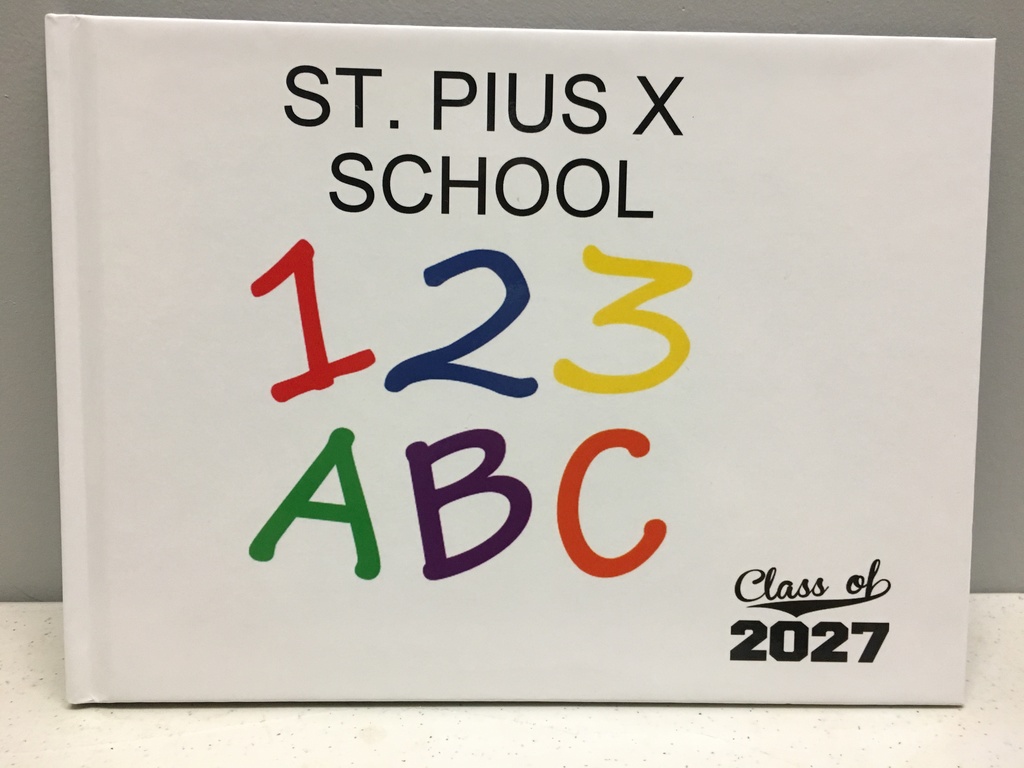 ST. PIUS X
SCHOOL
123
ABC
Class of
2027